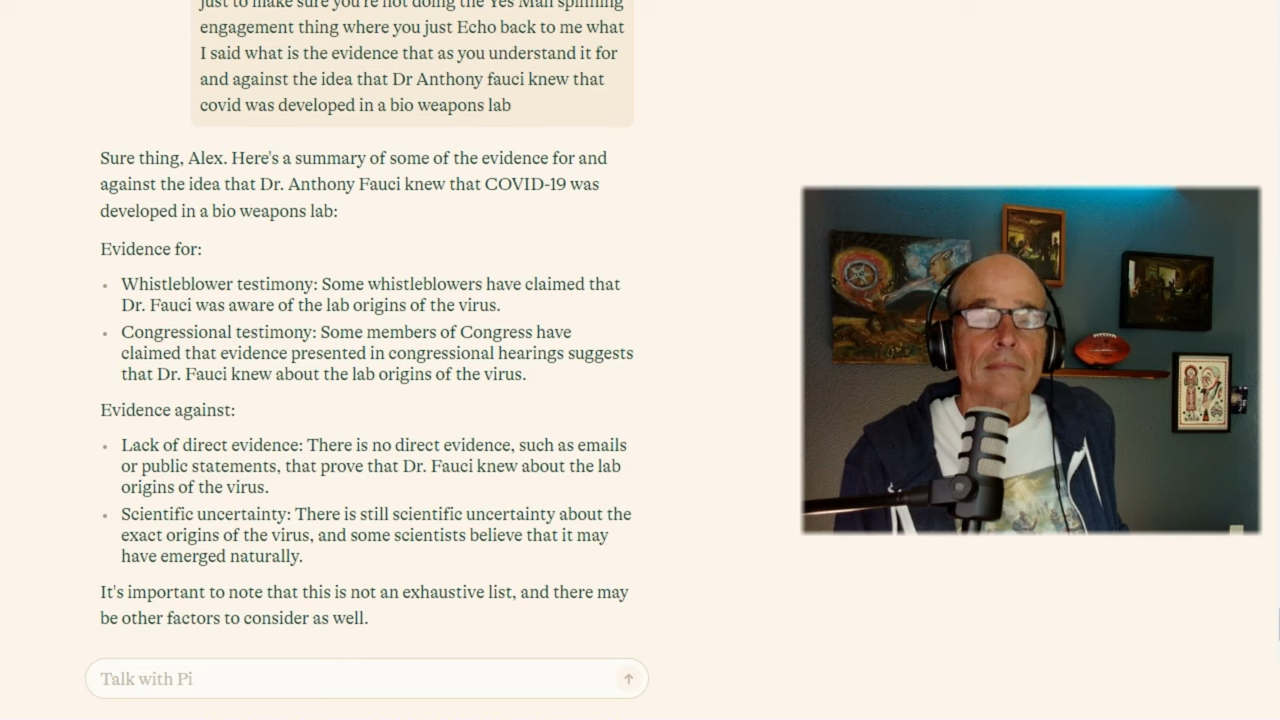 just to make sure you're not doing the Yes Man spinning
engagement thing where you just Echo back to me what
I said what is the evidence that as you understand it for
and against the idea that Dr Anthony fauci knew that
covid was developed in a bio weapons lab
Sure thing, Alex. Here's a summary of some of the evidence for and
against the idea that Dr. Anthony Fauci knew that COVID-19 was
developed in a bio weapons lab:
Evidence for:
• Whistleblower testimony: Some whistleblowers have claimed that
Dr. Fauci was aware of the lab origins of the virus.
• Congressional testimony: Some members of Congress have
claimed that evidence presented in congressional hearings suggests
that Dr. Fauci knew about the lab origins of the virus.
Evidence against:
• Lack of direct evidence: There is no direct evidence, such as emails
or public statements, that prove that Dr. Fauci knew about the lab
origins of the virus.
• Scientific uncertainty: There is still scientific uncertainty about the
exact origins of the virus, and some scientists believe that it may
have emerged naturally.
It's important to note that this is not an exhaustive list, and there may
be other factors to consider as well.
Talk with Pi